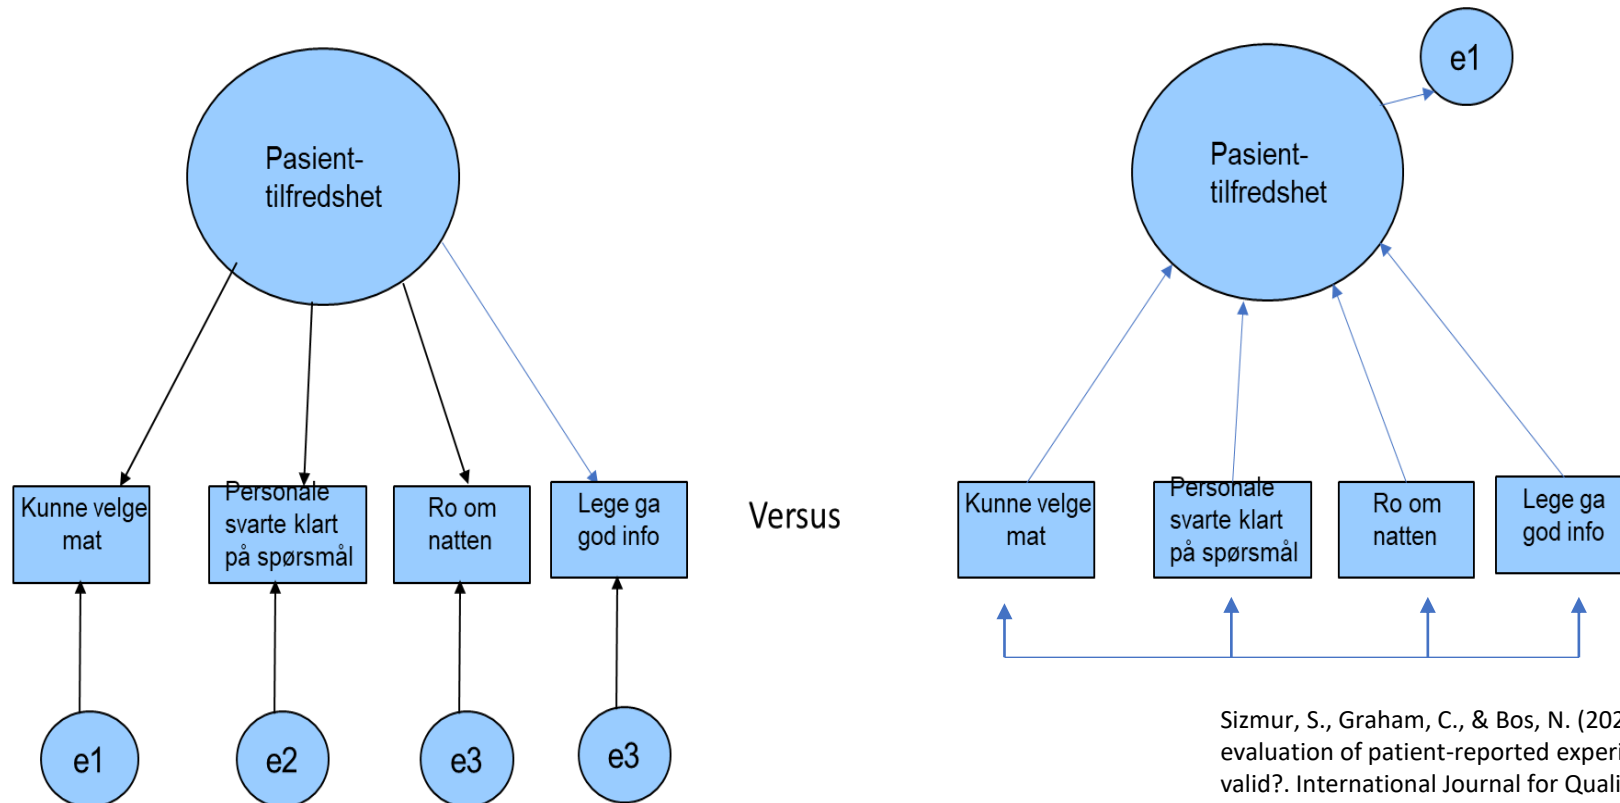 Pasient-
tilfredshet
Kunne velge
mat
Personale
svarte klart
på spørsmål
Ro om
natten
Lege ga
god info
e1
e2
e3
e3
Versus
e1
Pasient-
tilfredshet
Kunne velge
mat
Personale
svarte klart
på spørsmål
Ro om
natten
Lege ga
god info
Sizmur, S., Graham, C., & Bos, N. (202
evaluation of patient-reported experi
valid?. International Journal for Quali